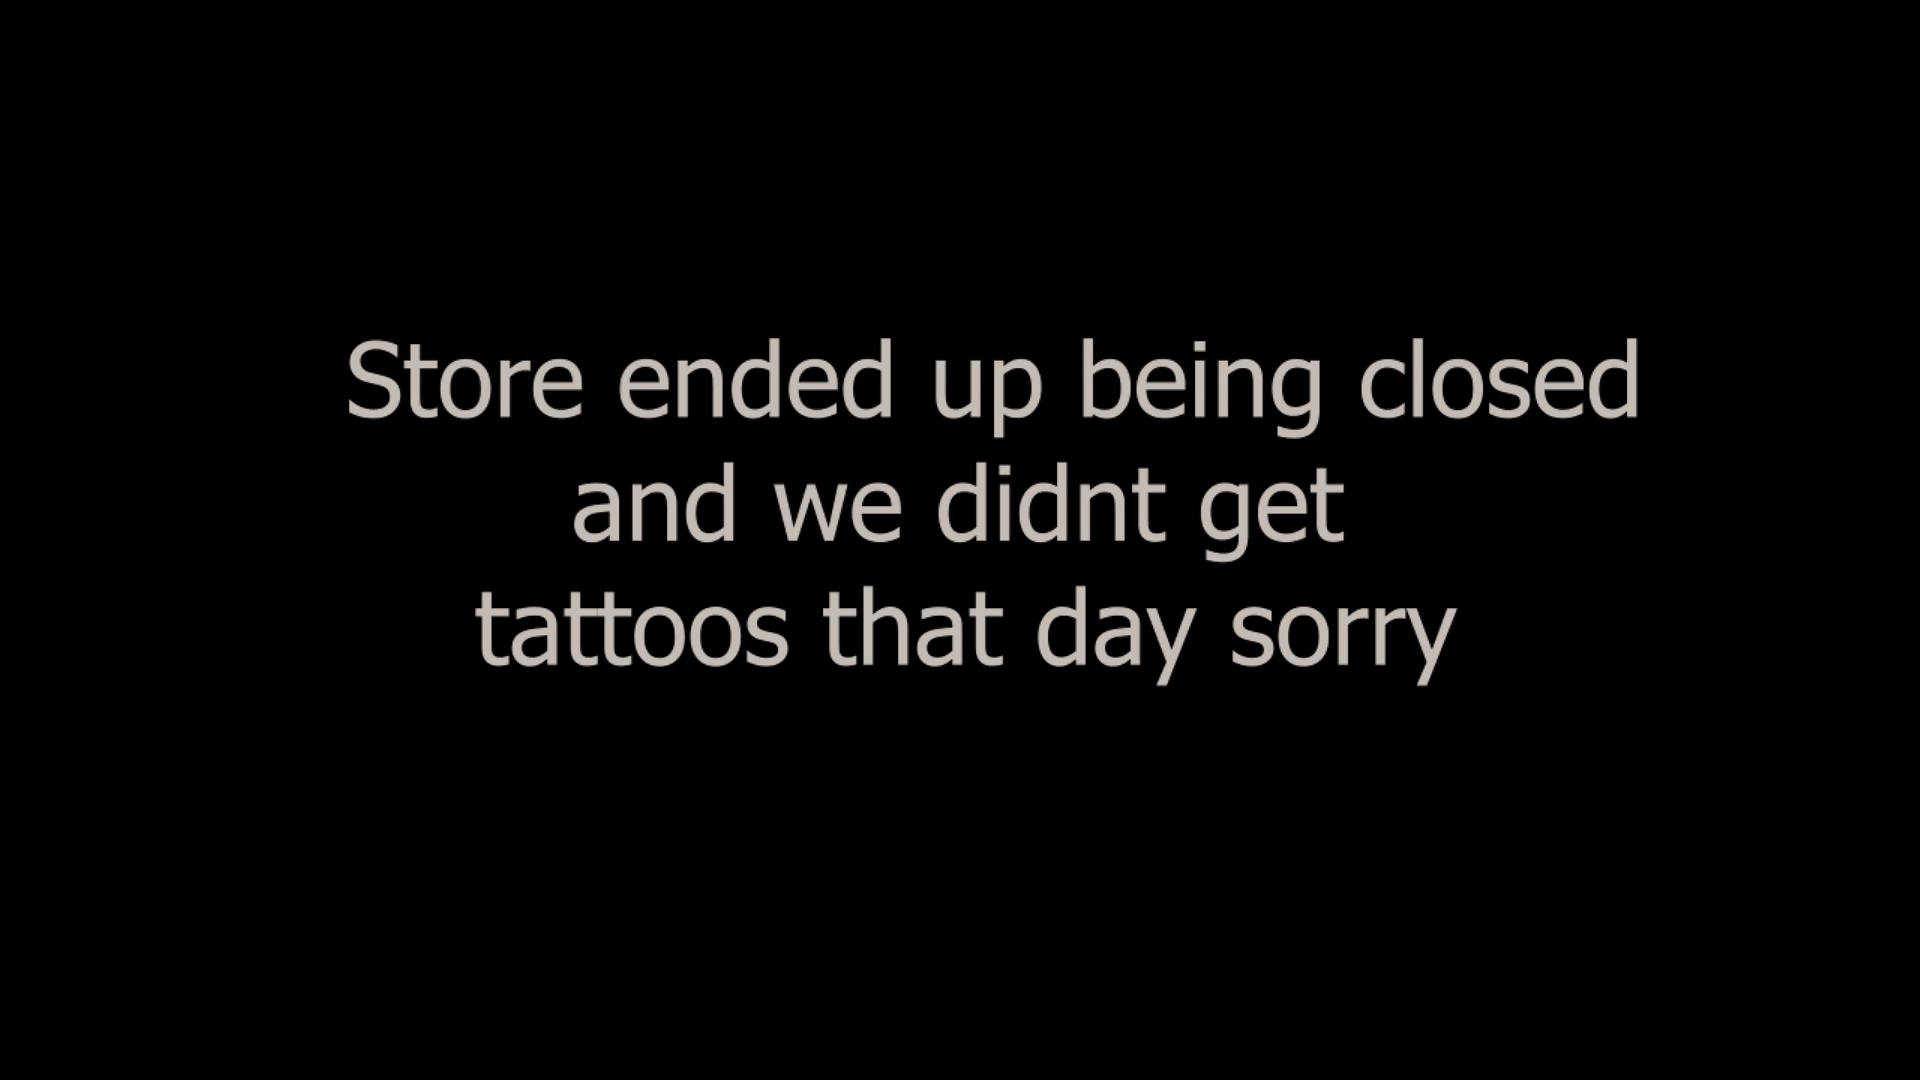 Store ended up being closed
and we didnt get
tattoos that day sorry